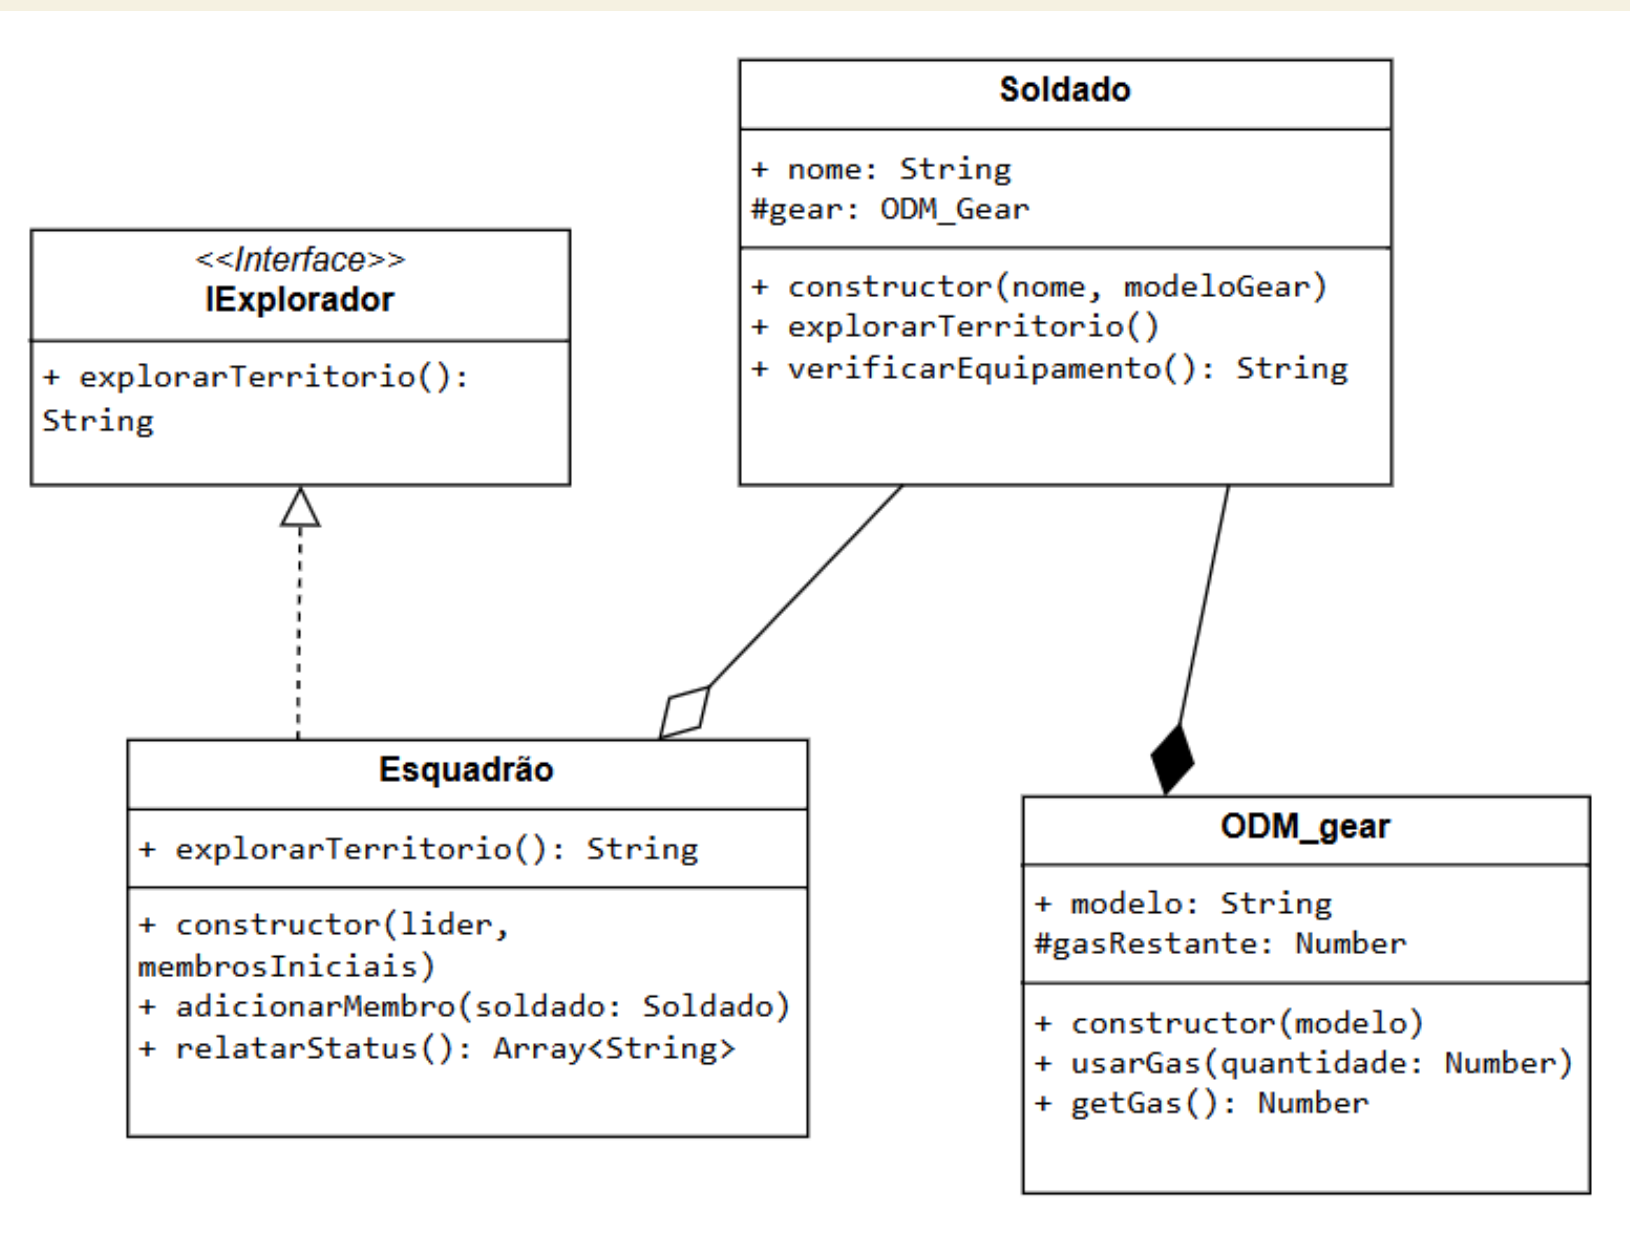 Soldado
+ nome: String
#gear: ODM_Gear
+ constructor(nome, modeloGear)
+ explorarTerritorio()
+ verificarEquipamento(): String
<<Interface>>
IExplorador
+ explorarTerritorio():
String
Esquadrão
+ explorarTerritorio(): String
+ constructor(lider,
membrosIniciais)
+ adicionarMembro(soldado: Soldado)
+ relatarStatus(): Array<String>
ODM_gear
+ modelo: String
#gasRestante: Number
+ constructor(modelo)
+ usarGas(quantidade: Number)
+ getGas(): Number